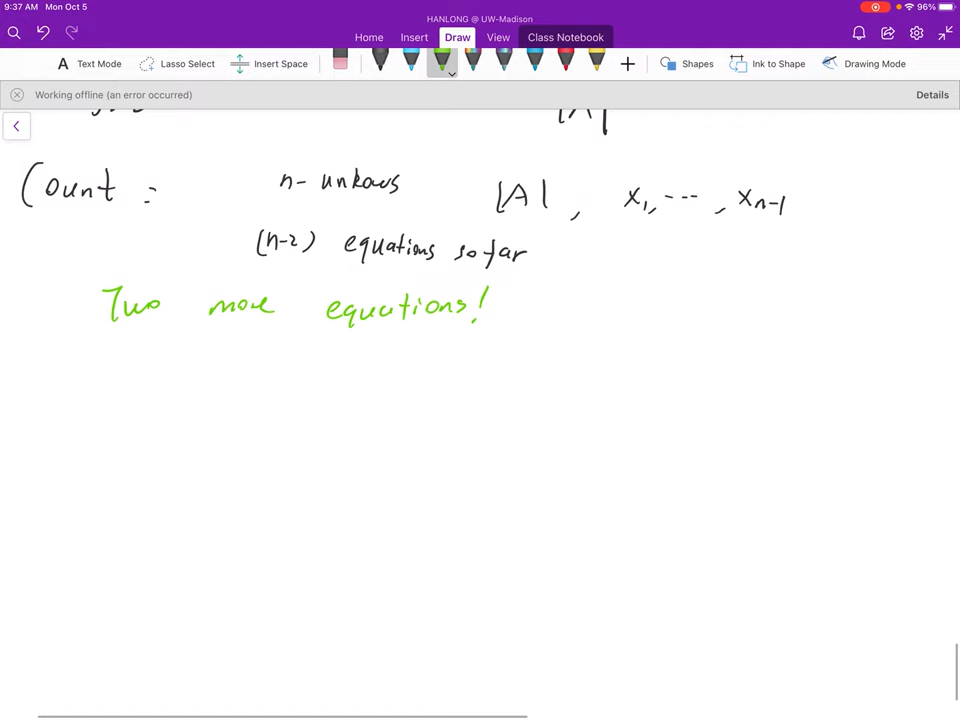 9:37 AM Mon Oct 5
96%
HANLONG @ UW-Madison
Home Insert Draw View Class Notebook
Text Mode Lasso Select Insert Space Shapes Ink to Shape Drawing Mode
Working offline (an error occurred) Details
|A|
Count : n- unkows |A| , x1, --- , xn-1
(n-2) equations so far
Two more equations!